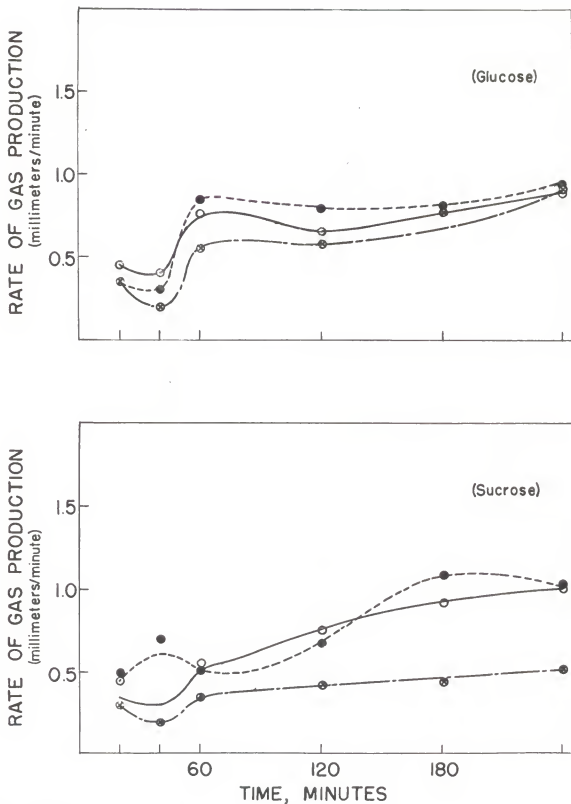 RATE OF GAS PRODUCTION
(millimeters/minute)
1.5
1.0
0.5
(Glucose)
RATE OF GAS PRODUCTION
(millimeters/minute)
1.5
1.0
0.5
(Sucrose)
60 120 180
TIME, MINUTES